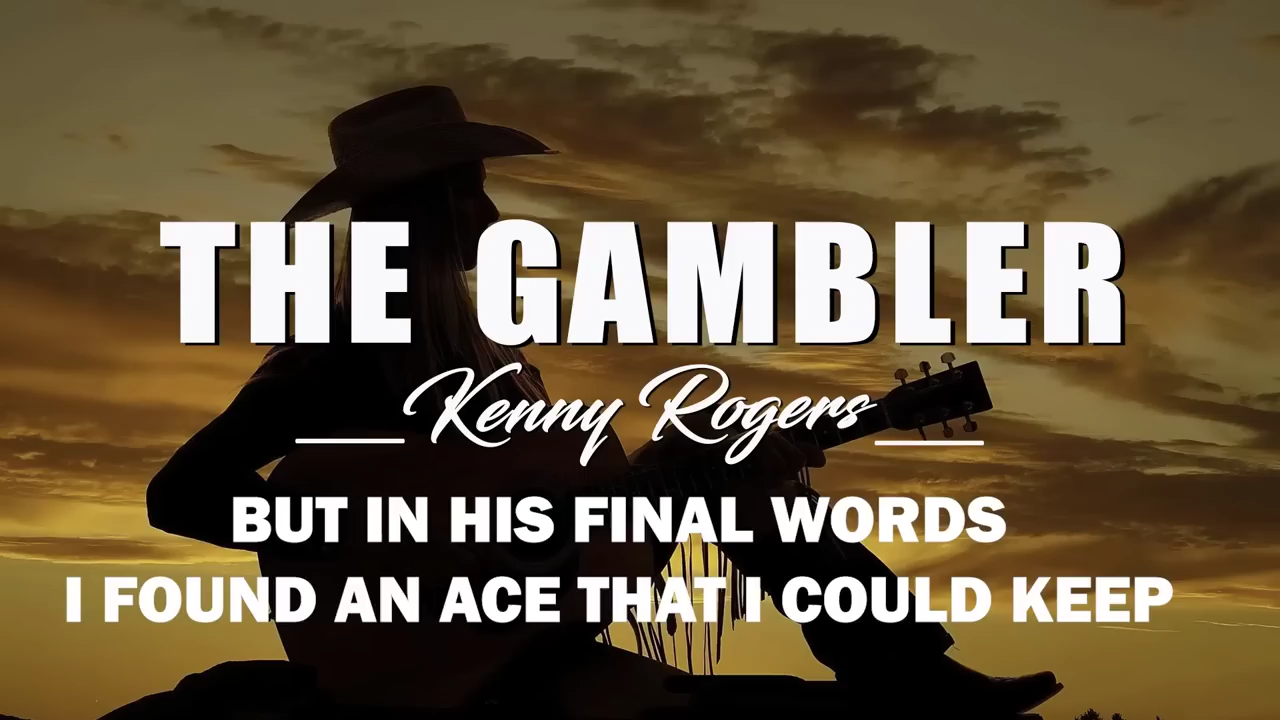 THE GAMBLER
Kenny Rogers
BUT IN HIS FINAL WORDS
I FOUND AN ACE THAT I COULD KEEP